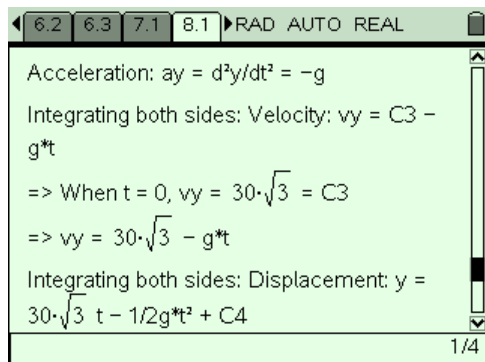 6.2 6.3 7.1 8.1 RAD AUTO REAL
Acceleration: ay = d²y/dt² = −g
Integrating both sides: Velocity: vy = C3 −
g*t
=> When t = 0, vy = 30·√3 = C3
=> vy = 30·√3 − g*t
Integrating both sides: Displacement: y =
30·√3 t − 1/2g*t² + C4
1/4